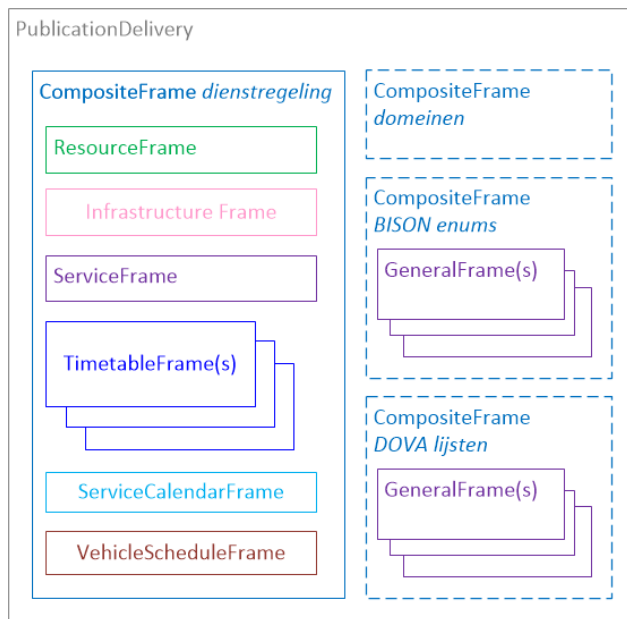 PublicationDelivery
CompositeFrame dienstregeling
ResourceFrame
Infrastructure Frame
ServiceFrame
TimetableFrame(s)
ServiceCalendarFrame
VehicleScheduleFrame
CompositeFrame
domeinen
CompositeFrame
BISON enums
GeneralFrame(s)
CompositeFrame
DOVA lijsten
GeneralFrame(s)